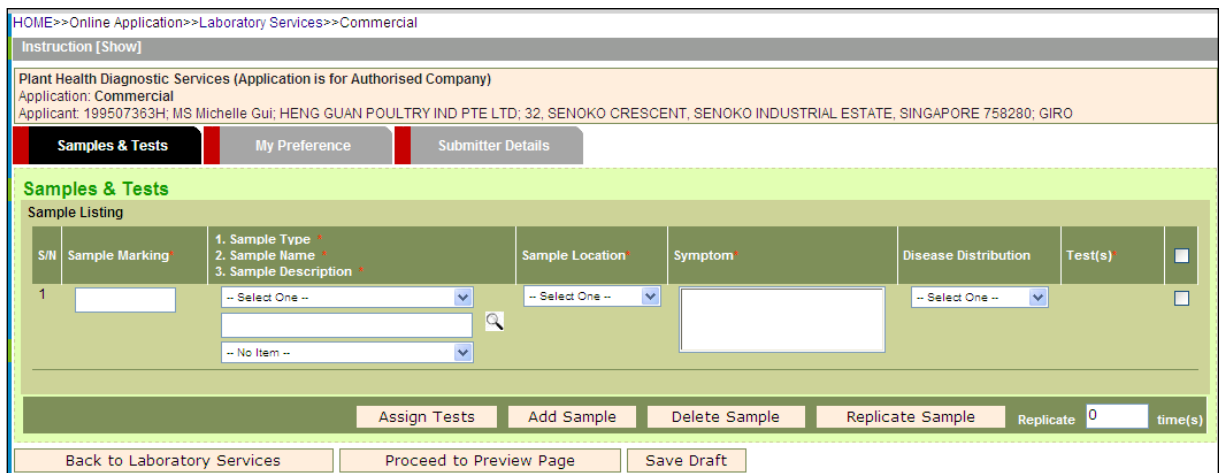 HOME>>Online Application>>Laboratory Services>>Commercial
Instruction [Show]
Plant Health Diagnostic Services (Application is for Authorised Company)
Application: Commercial
Applicant: 199507363H; MS Michelle Gui; HENG GUAN POULTRY IND PTE LTD; 32, SENOKO CRESCENT, SENOKO INDUSTRIAL ESTATE, SINGAPORE 758280; GIRO
Samples & Tests My Preference Submitter Details
Samples & Tests
Sample Listing
S/N Sample Marking* 1. Sample Type * Sample Location* Symptom* Disease Distribution Test(s)*
2. Sample Name *
3. Sample Description *
1 -- Select One -- -- Select One -- -- Select One --
-- No Item --
Assign Tests Add Sample Delete Sample Replicate Sample Replicate 0 time(s)
Back to Laboratory Services Proceed to Preview Page Save Draft